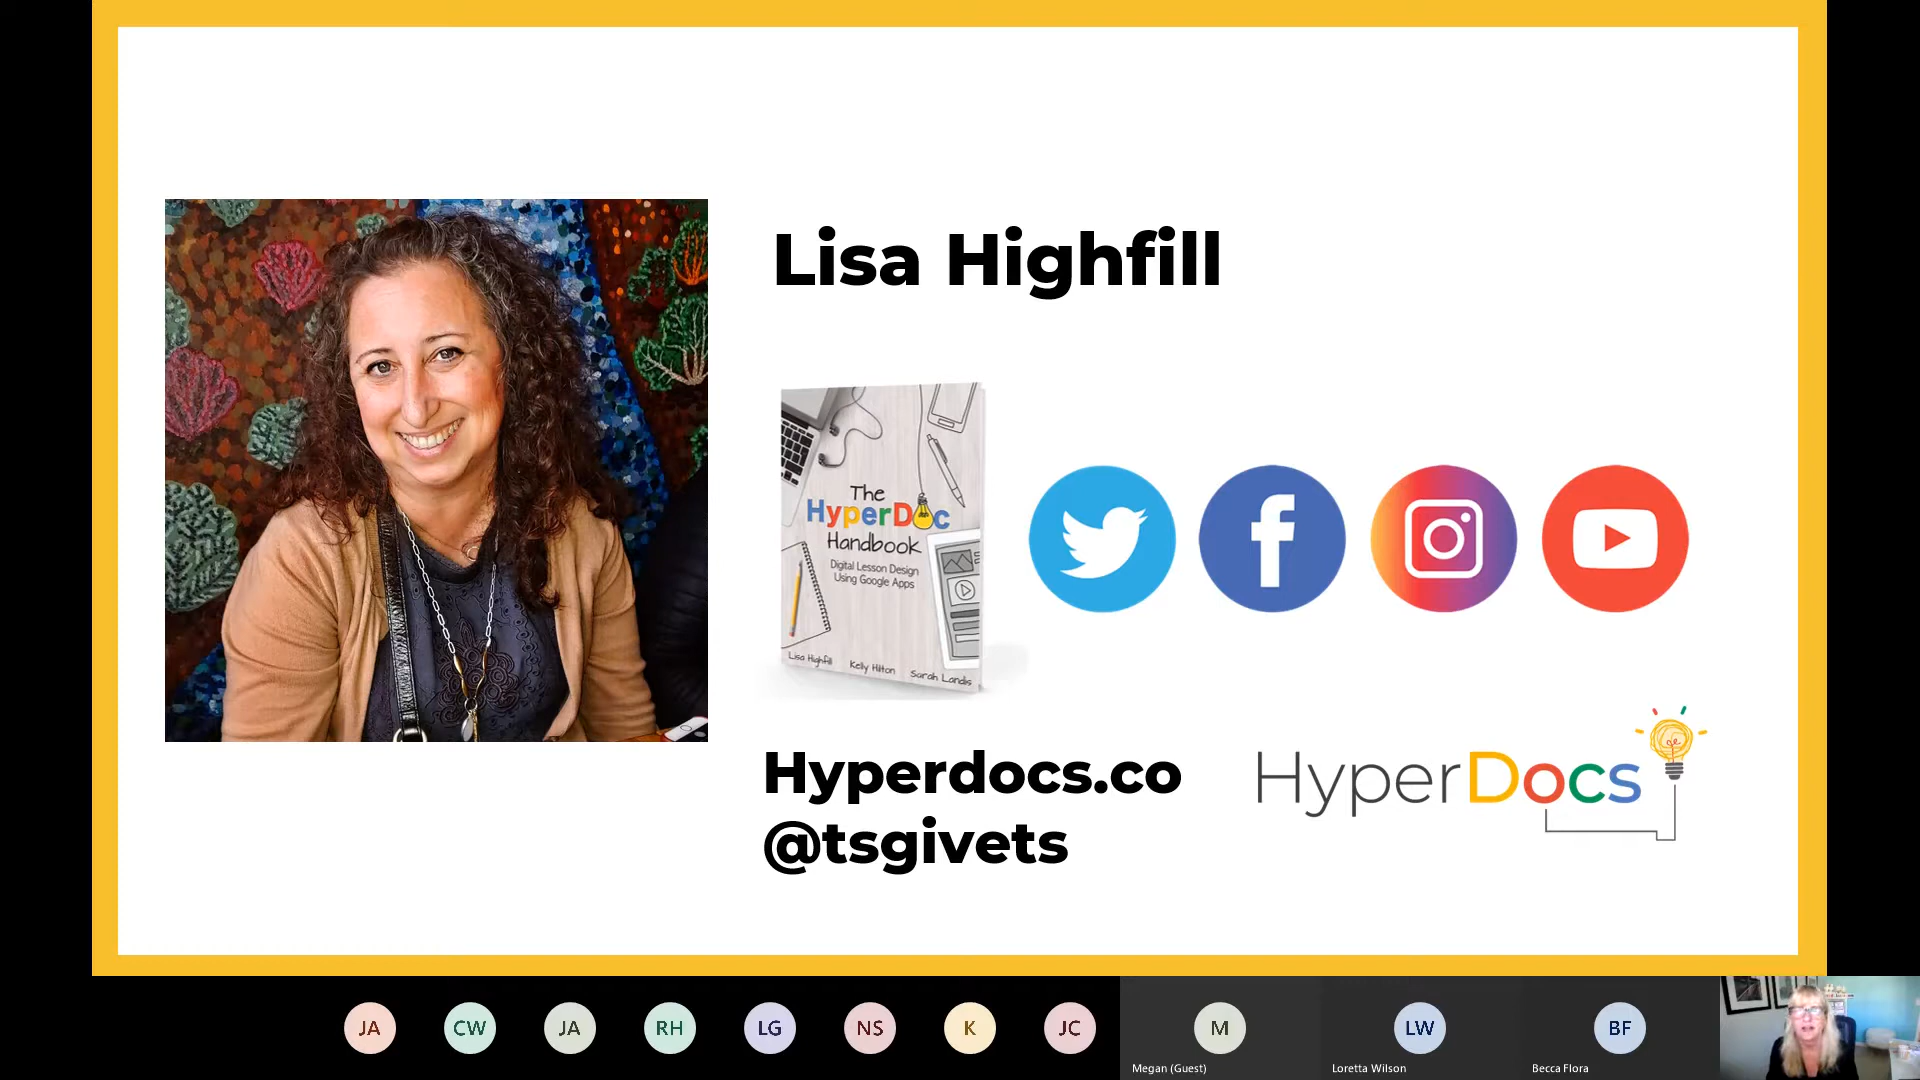 Lisa Highfill
The
HyperDoc
Handbook
Digital Lesson Design
Using Google Apps
Lisa Highfill Kelly Hilton Sarah Landis
Hyperdocs.co
@tsgivets
HyperDocs
JA CW JA RH LG NS K JC M LW BF
Megan (Guest) Loretta Wilson Becca Flora